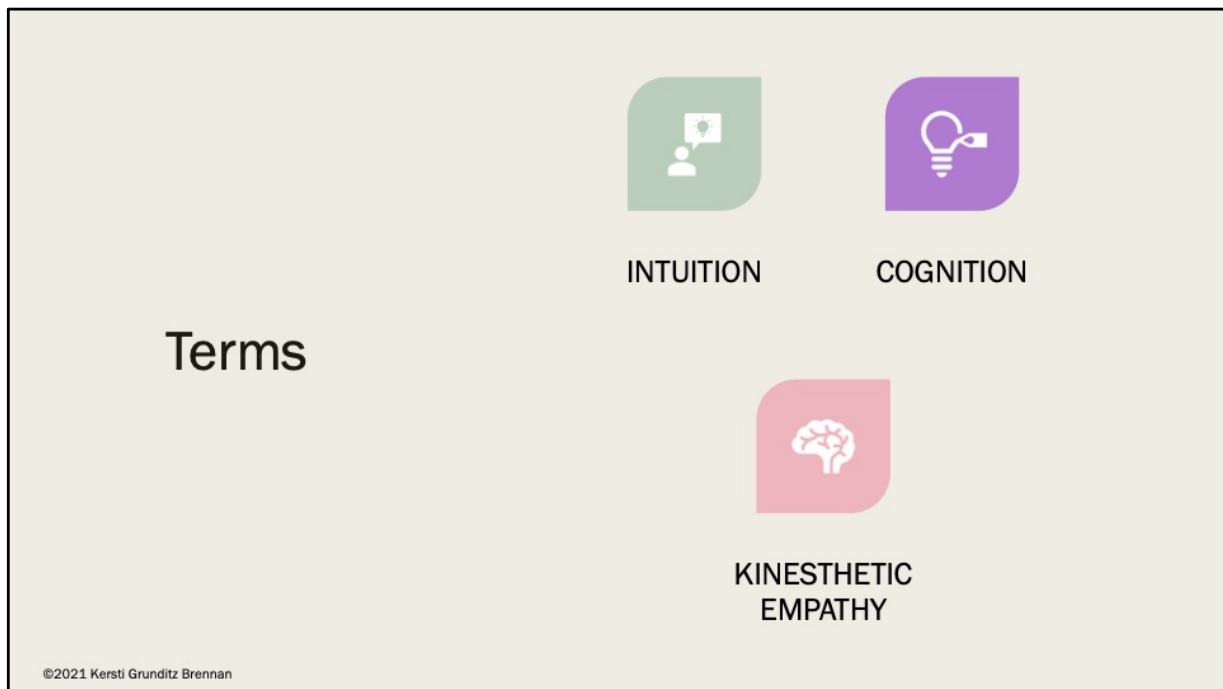 Terms
INTUITION
COGNITION
KINESTHETIC
EMPATHY
©2021 Kersti Grunditz Brennan